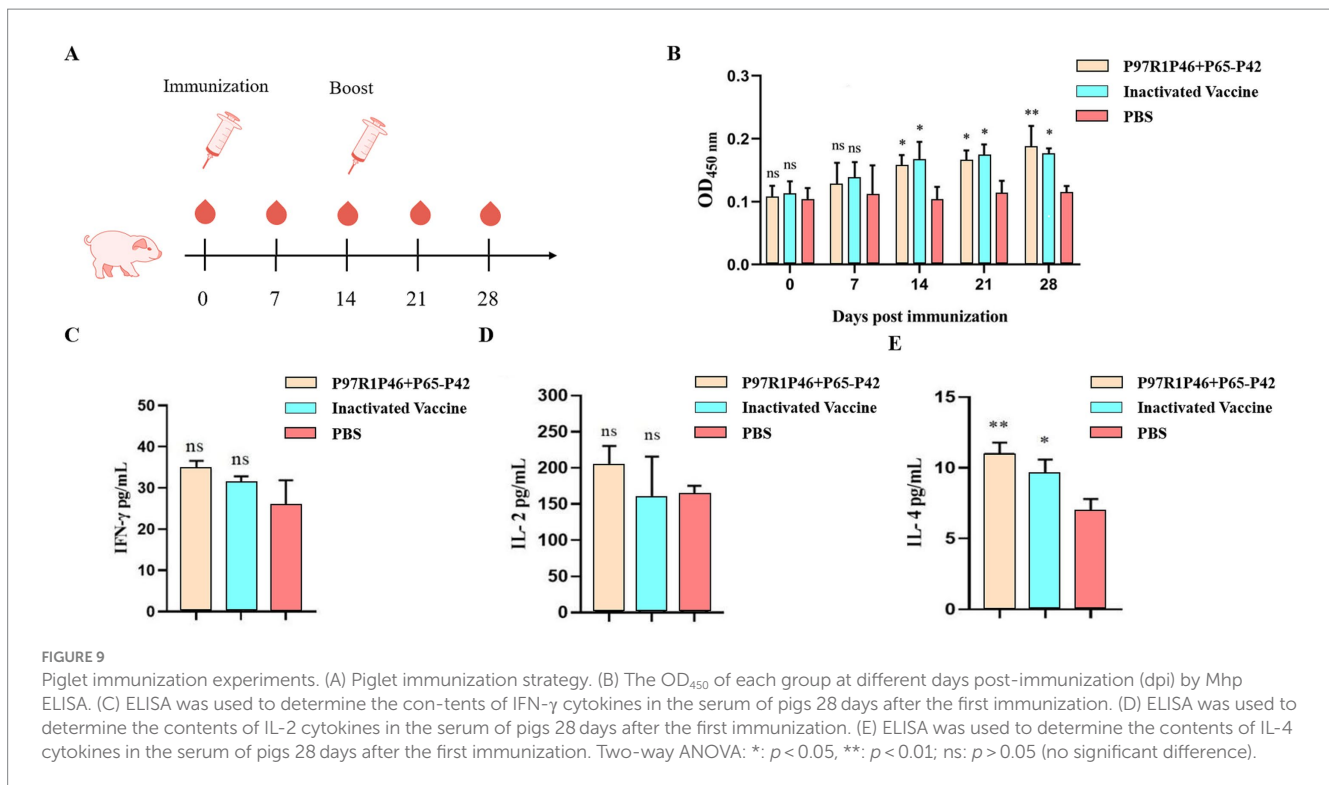 A
Immunization
Boost
0 7 14 21 28
B
P97R1P46+P65-P42
Inactivated Vaccine
PBS
OD450 nm
0.3
0.2
0.1
0.0
ns ns
ns ns
* *
* *
** *
0 7 14 21 28
Days post immunization
C
P97R1P46+P65-P42
Inactivated Vaccine
PBS
IFN-γ pg/mL
50
40
30
20
10
0
ns ns
D
P97R1P46+P65-P42
Inactivated Vaccine
PBS
IL- 2 pg/mL
300
250
200
150
100
50
0
ns ns
E
P97R1P46+P65-P42
Inactivated Vaccine
PBS
IL- 4 pg/mL
15
10
5
0
** *
FIGURE 9
Piglet immunization experiments. (A) Piglet immunization strategy. (B) The OD450 of each group at different days post-immunization (dpi) by Mhp
ELISA. (C) ELISA was used to determine the con-tents of IFN-γ cytokines in the serum of pigs 28 days after the first immunization. (D) ELISA was used to
determine the contents of IL-2 cytokines in the serum of pigs 28 days after the first immunization. (E) ELISA was used to determine the contents of IL-4
cytokines in the serum of pigs 28 days after the first immunization. Two-way ANOVA: *: p < 0.05, **: p < 0.01; ns: p > 0.05 (no significant difference).